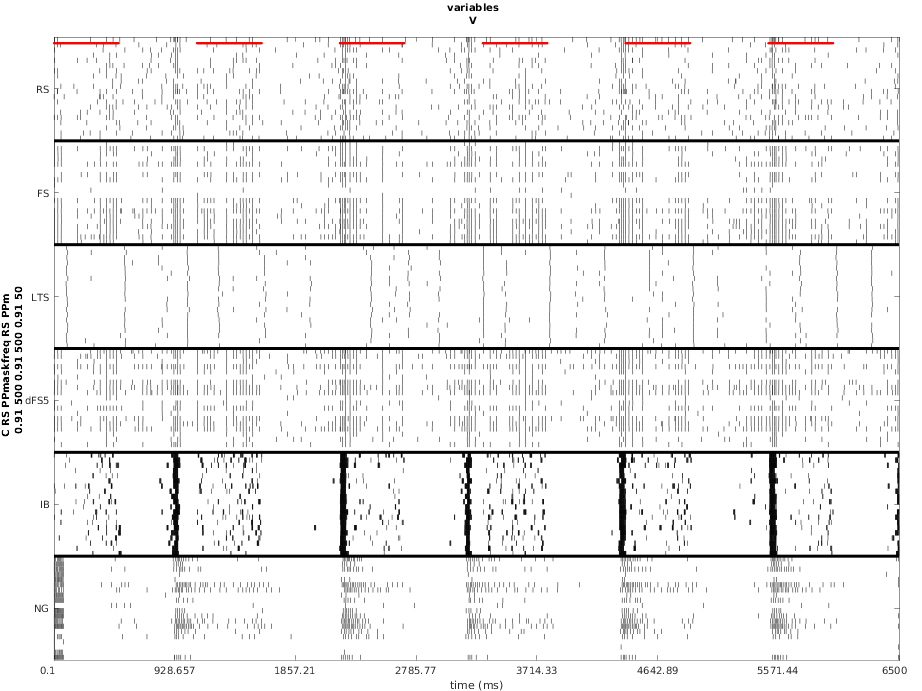 variables
V
RS
FS
LTS
dFS5
IB
NG
C RS PPmaskfreq RS PPm
0.91 500 0.91 500 0.91 50
0.1
928.657
1857.21
2785.77
3714.33
4642.89
5571.44
6500
time (ms)